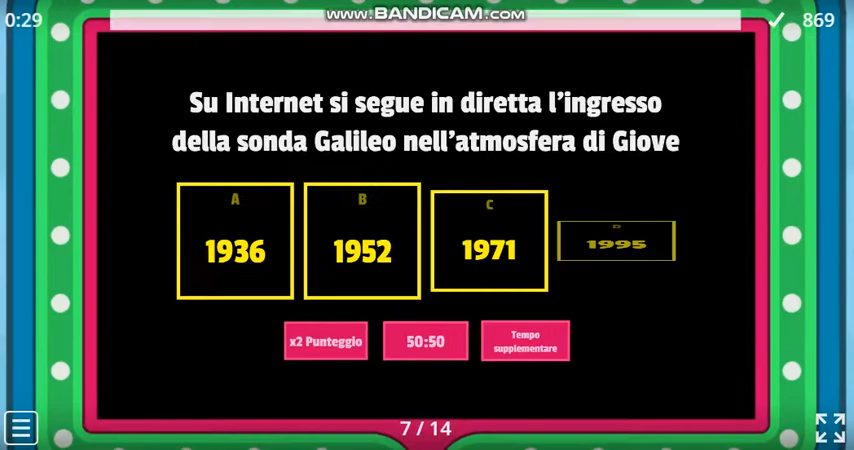 www.BANDICAM.com
0:29
✓ 869
Su Internet si segue in diretta l'ingresso
della sonda Galileo nell'atmosfera di Giove
A B C D
1936 1952 1971 1995
x2 Punteggio 50:50 Tempo
supplementare
7 / 14